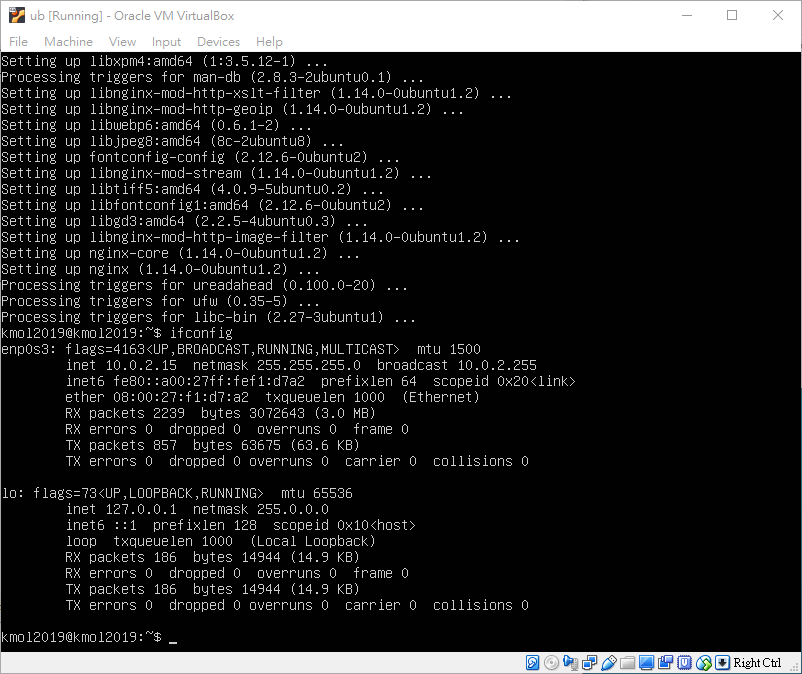 ub [Running] - Oracle VM VirtualBox
File Machine View Input Devices Help
Setting up libxpm4:amd64 (1:3.5.12-1) ...
Processing triggers for man-db (2.8.3-2ubuntu0.1) ...
Setting up libnginx-mod-http-xslt-filter (1.14.0-0ubuntu1.2) ...
Setting up libnginx-mod-http-geoip (1.14.0-0ubuntu1.2) ...
Setting up libwebp6:amd64 (0.6.1-2) ...
Setting up libjpeg8:amd64 (8c-2ubuntu8) ...
Setting up fontconfig-config (2.12.6-0ubuntu2) ...
Setting up libnginx-mod-stream (1.14.0-0ubuntu1.2) ...
Setting up libtiff5:amd64 (4.0.9-5ubuntu0.2) ...
Setting up libfontconfig1:amd64 (2.12.6-0ubuntu2) ...
Setting up libgd3:amd64 (2.2.5-4ubuntu0.3) ...
Setting up libnginx-mod-http-image-filter (1.14.0-0ubuntu1.2) ...
Setting up nginx-core (1.14.0-0ubuntu1.2) ...
Setting up nginx (1.14.0-0ubuntu1.2) ...
Processing triggers for ureadahead (0.100.0-20) ...
Processing triggers for ufw (0.35-5) ...
Processing triggers for libc-bin (2.27-3ubuntu1) ...
kmol2019@kmol2019:~$ ifconfig
enp0s3: flags=4163<UP,BROADCAST,RUNNING,MULTICAST>  mtu 1500
        inet 10.0.2.15  netmask 255.255.255.0  broadcast 10.0.2.255
        inet6 fe80::a00:27ff:fef1:d7a2  prefixlen 64  scopeid 0x20<link>
        ether 08:00:27:f1:d7:a2  txqueuelen 1000  (Ethernet)
        RX packets 2239  bytes 3072643 (3.0 MB)
        RX errors 0  dropped 0  overruns 0  frame 0
        TX packets 857  bytes 63675 (63.6 KB)
        TX errors 0  dropped 0 overruns 0  carrier 0  collisions 0
lo: flags=73<UP,LOOPBACK,RUNNING>  mtu 65536
        inet 127.0.0.1  netmask 255.0.0.0
        inet6 ::1  prefixlen 128  scopeid 0x10<host>
        loop  txqueuelen 1000  (Local Loopback)
        RX packets 186  bytes 14944 (14.9 KB)
        RX errors 0  dropped 0  overruns 0  frame 0
        TX packets 186  bytes 14944 (14.9 KB)
        TX errors 0  dropped 0 overruns 0  carrier 0  collisions 0
kmol2019@kmol2019:~$ _
Right Ctrl